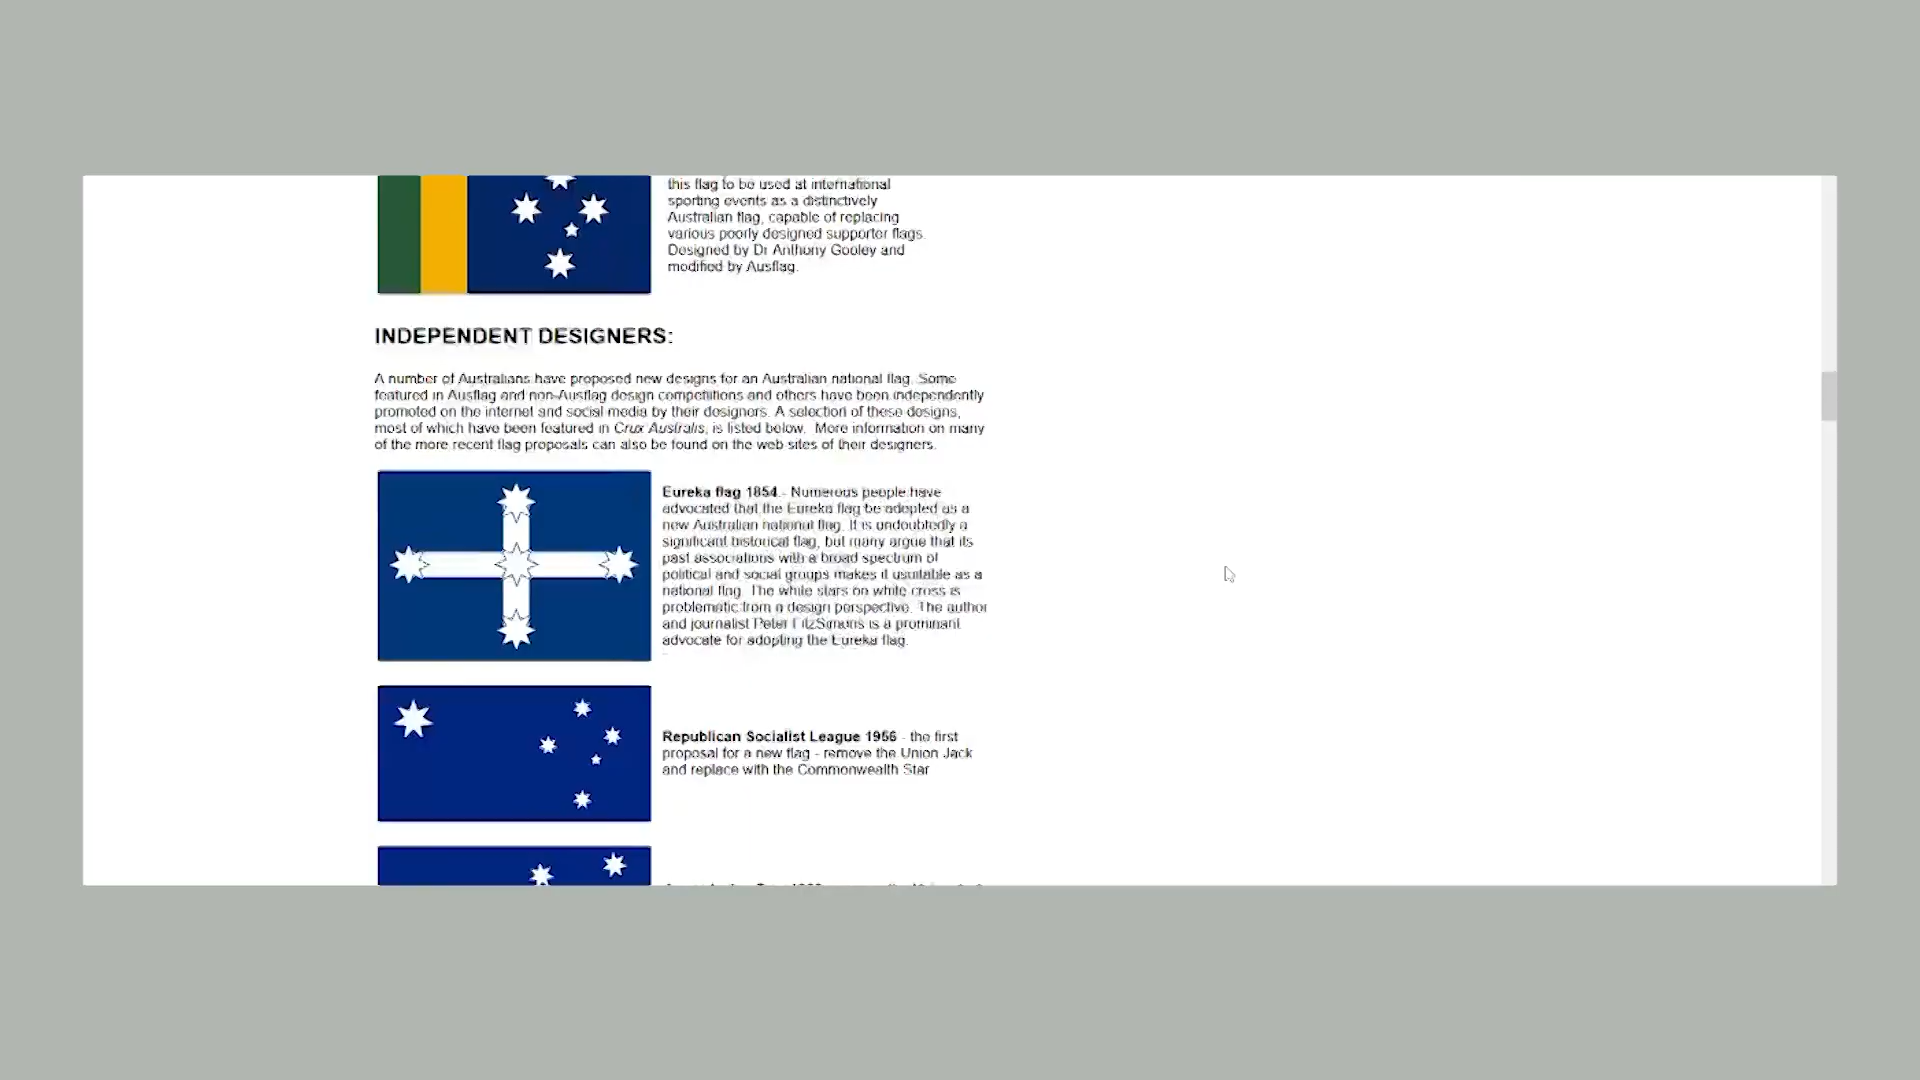 this flag to be used at international
sporting events as a distinctively
Australian flag, capable of replacing
various poorly designed supporter flags.
Designed by Dr Anthony Gooley and
modified by Ausflag.
INDEPENDENT DESIGNERS:
A number of Australians have proposed new designs for an Australian national flag. Some
featured in Ausflag and non-Ausflag design competitions and others have been independently
promoted on the internet and social media by their designers. A selection of these designs,
most of which have been featured in Crux Australis, is listed below. More information on many
of the more recent flag proposals can also be found on the web sites of their designers.
Eureka flag 1854 - Numerous people have
advocated that the Eureka flag be adopted as a
new Australian national flag. It is undoubtedly a
significant historical flag, but many argue that its
past associations with a broad spectrum of
political and social groups makes it usuitable as a
national flag. The white stars on white cross is
problematic from a design perspective. The author
and journalist Peter FitzSimons is a prominant
advocate for adopting the Eureka flag.
Republican Socialist League 1956 - the first
proposal for a new flag - remove the Union Jack
and replace with the Commonwealth Star